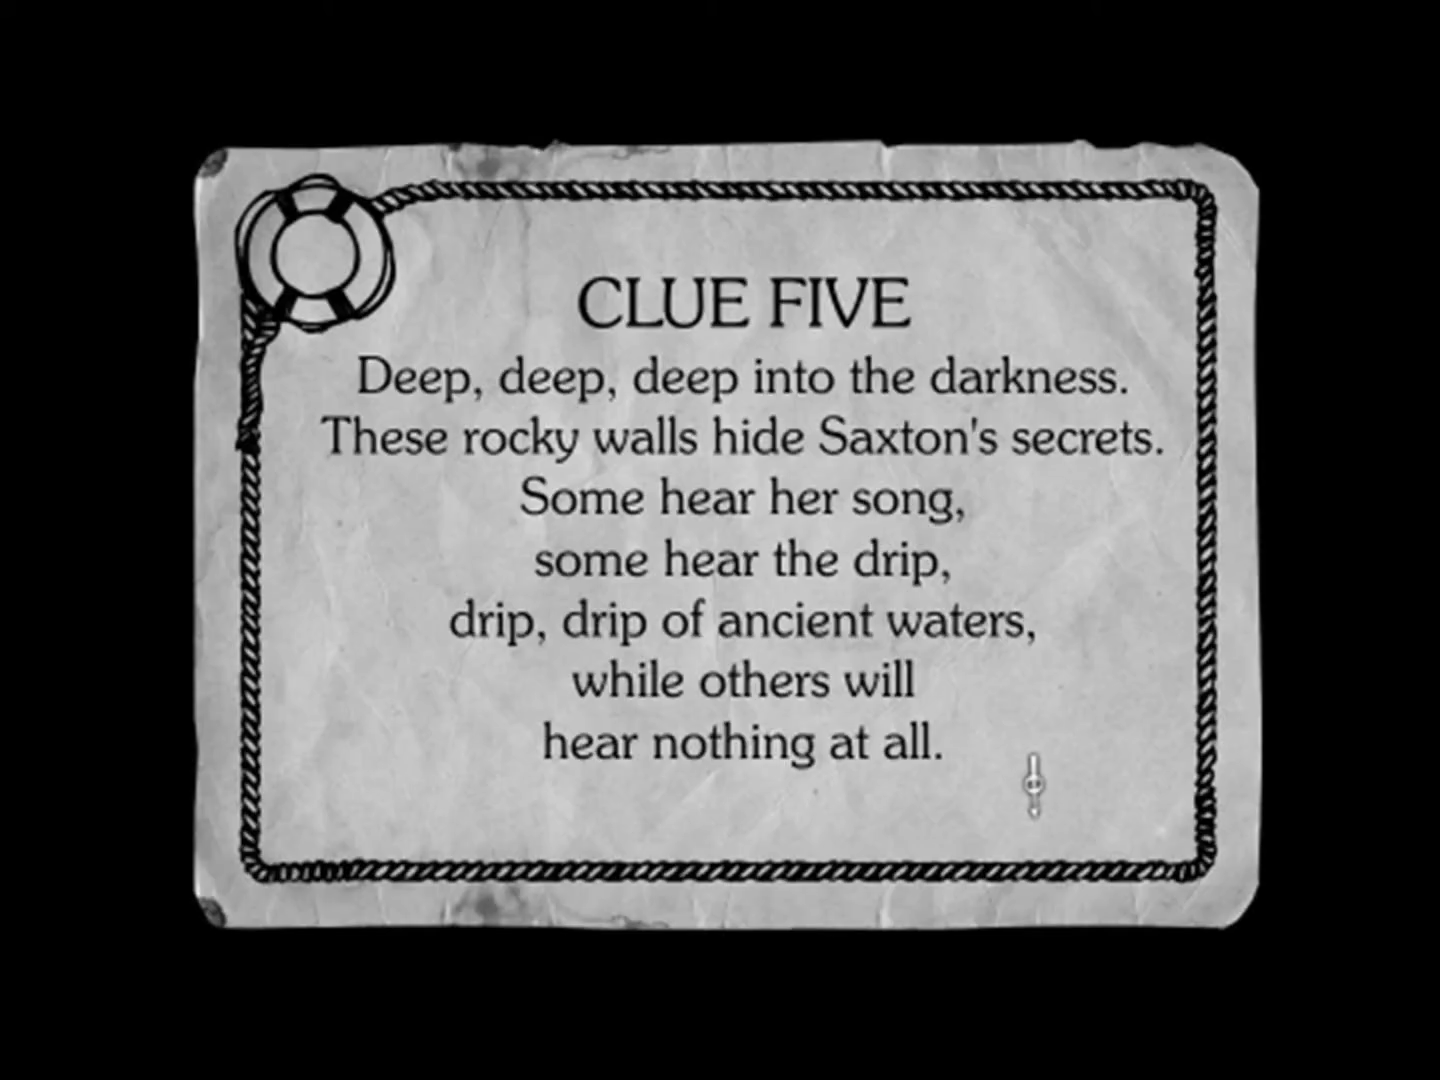 CLUE FIVE
Deep, deep, deep into the darkness.
These rocky walls hide Saxton's secrets.
Some hear her song,
some hear the drip,
drip, drip of ancient waters,
while others will
hear nothing at all.